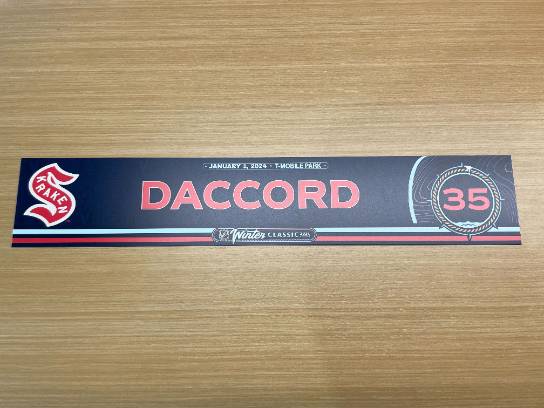 · JANUARY 1, 2024 · T-MOBILE PARK ·
KRAKEN
DACCORD
35
Winter CLASSIC